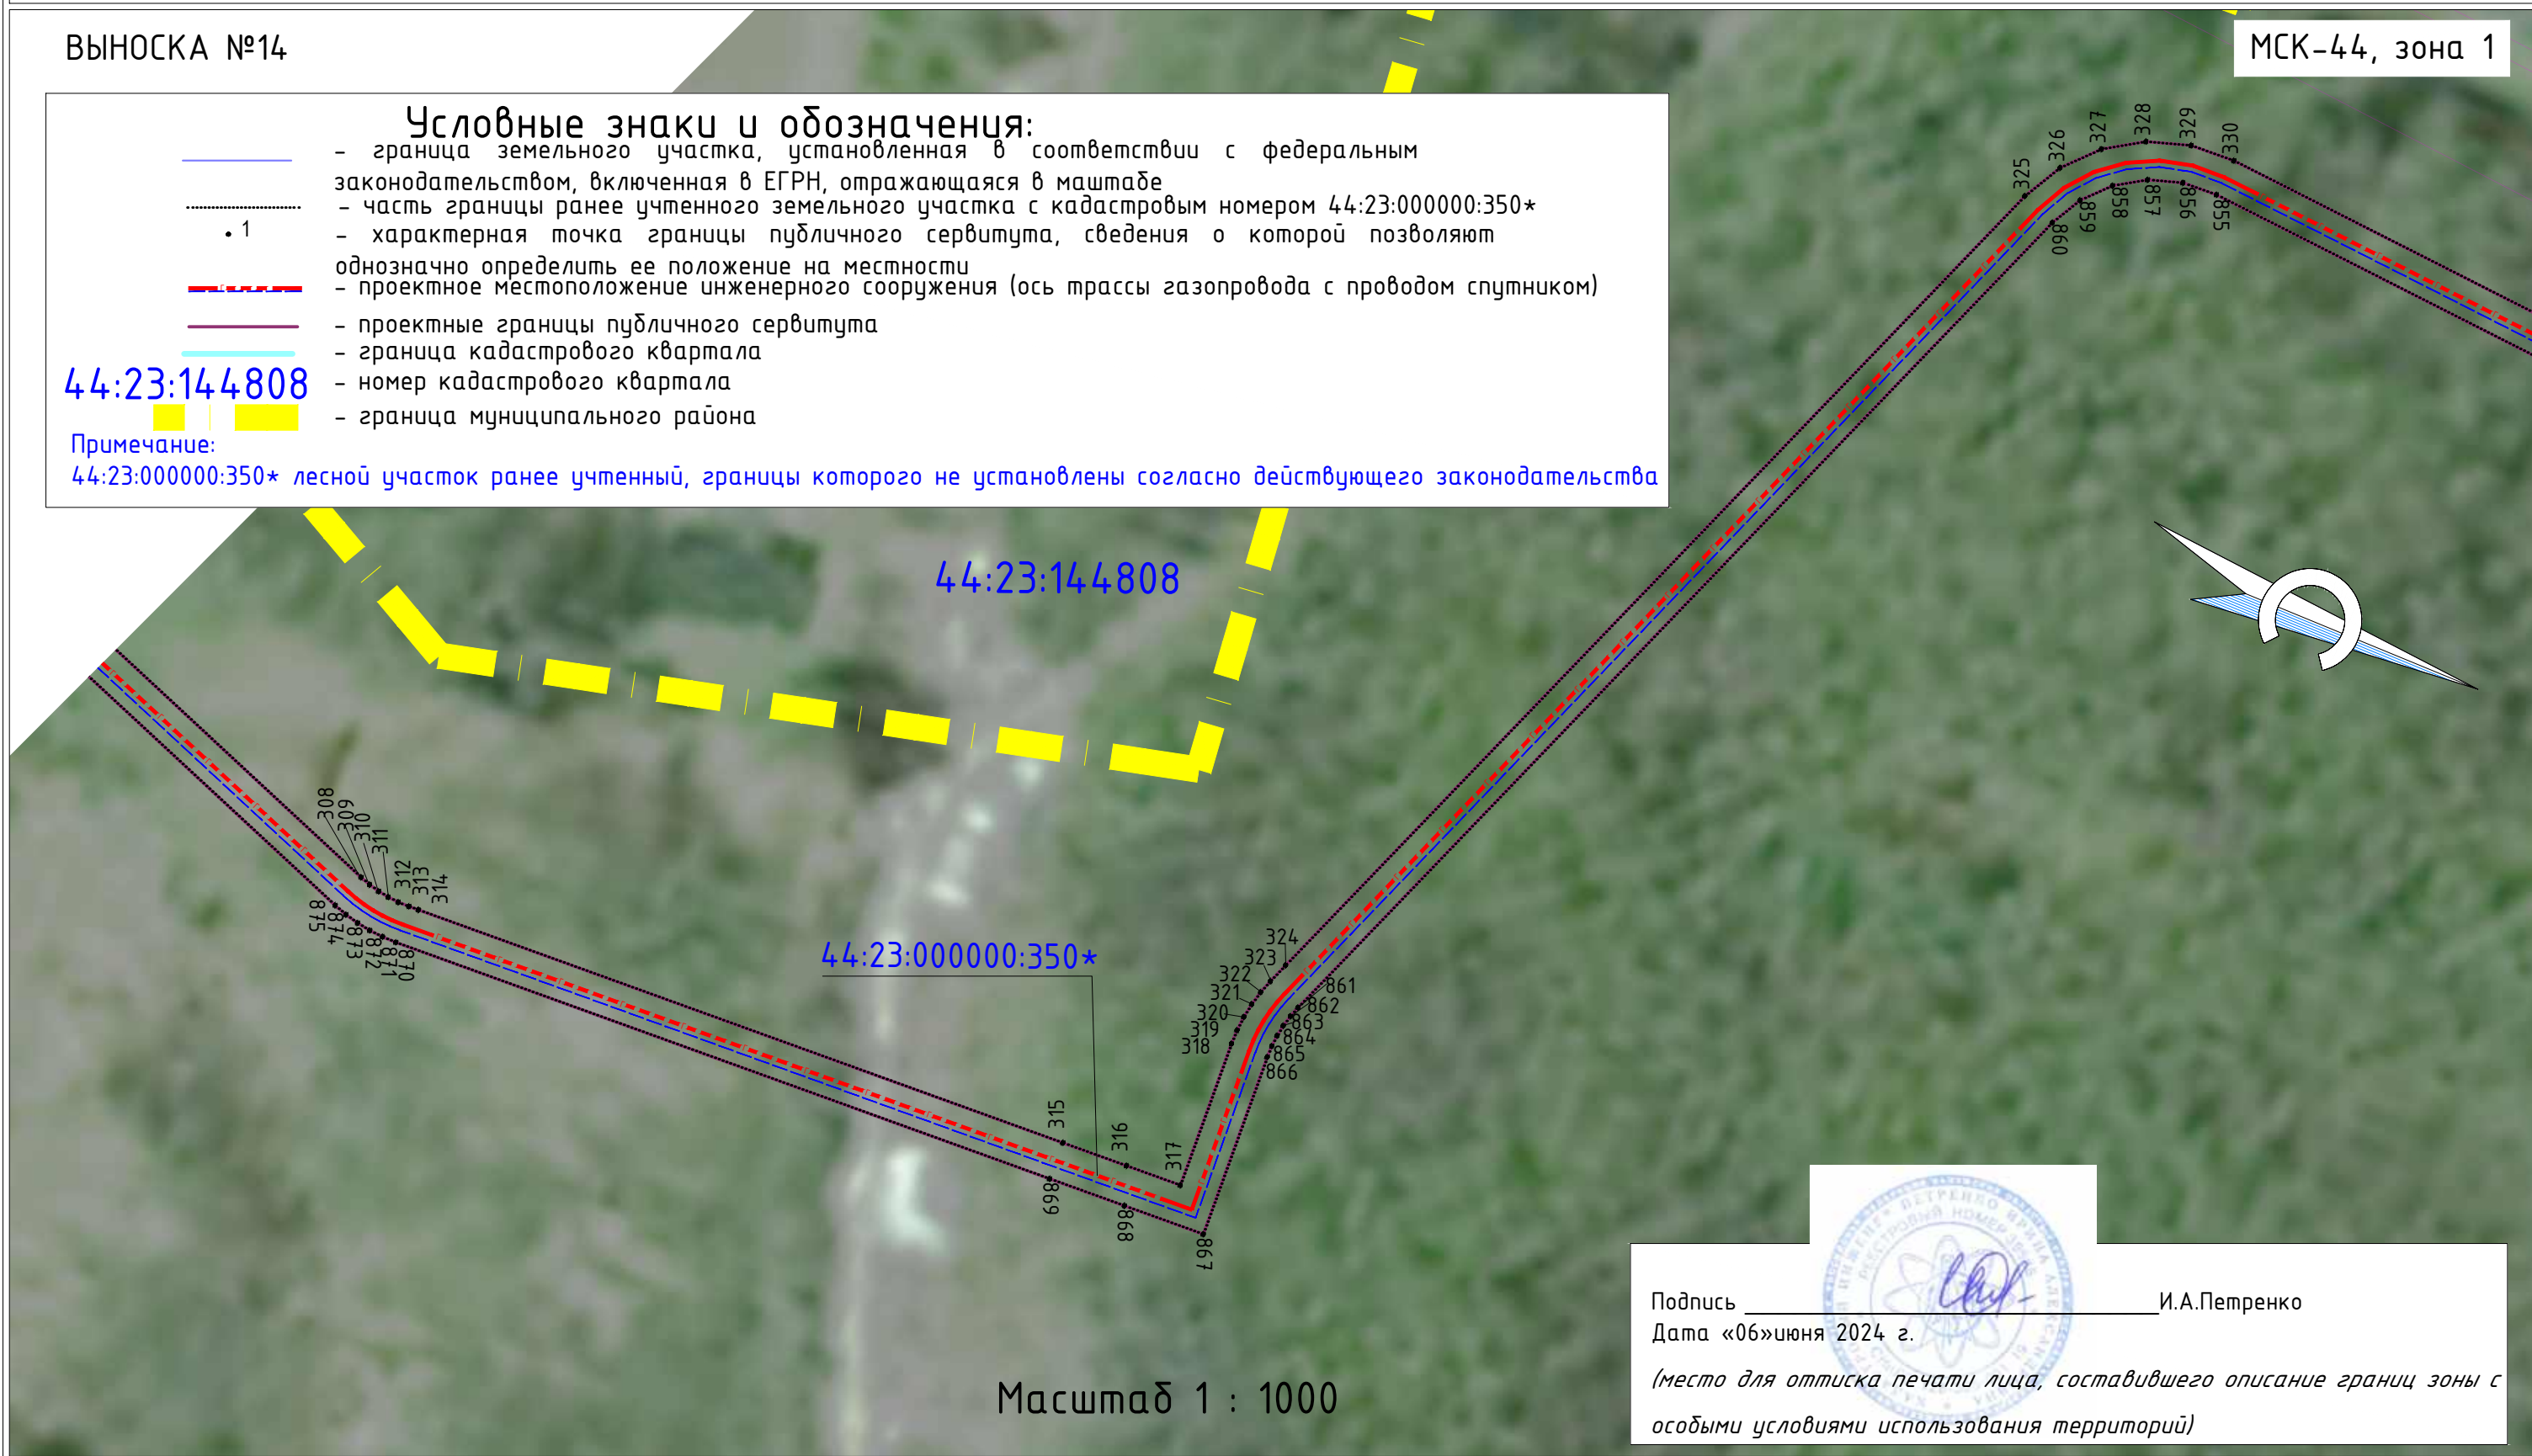 ВЫНОСКА №14
МСК-44, зона 1
Условные знаки и обозначения:
- граница земельного участка, установленная в соответствии с федеральным
законодательством, включенная в ЕГРН, отражающаяся в маштабе
- часть границы ранее учтенного земельного участка с кадастровым номером 44:23:000000:350*
1
- характерная точка границы публичного сервитута, сведения о которой позволяют
однозначно определить ее положение на местности
- проектное местоположение инженерного сооружения (ось трассы газопровода с проводом спутником)
- проектные границы публичного сервитута
- граница кадастрового квартала
44:23:144808 - номер кадастрового квартала
- граница муниципального района
Примечание:
44:23:000000:350* лесной участок ранее учтенный, границы которого не установлены согласно действующего законодательства
325
326
327
328
329
330
860
859
858
857
856
855
44:23:144808
308
309
310
311
312
313
314
875
874
873
872
871
870
44:23:000000:350*
324
323
322
321
320
319
318
861
862
863
864
865
866
315
316
317
869
868
867
Подпись И.А.Петренко
Дата «06»июня 2024 г.
(место для оттиска печати лица, составившего описание границ зоны с
особыми условиями использования территорий)
Масштаб 1 : 1000